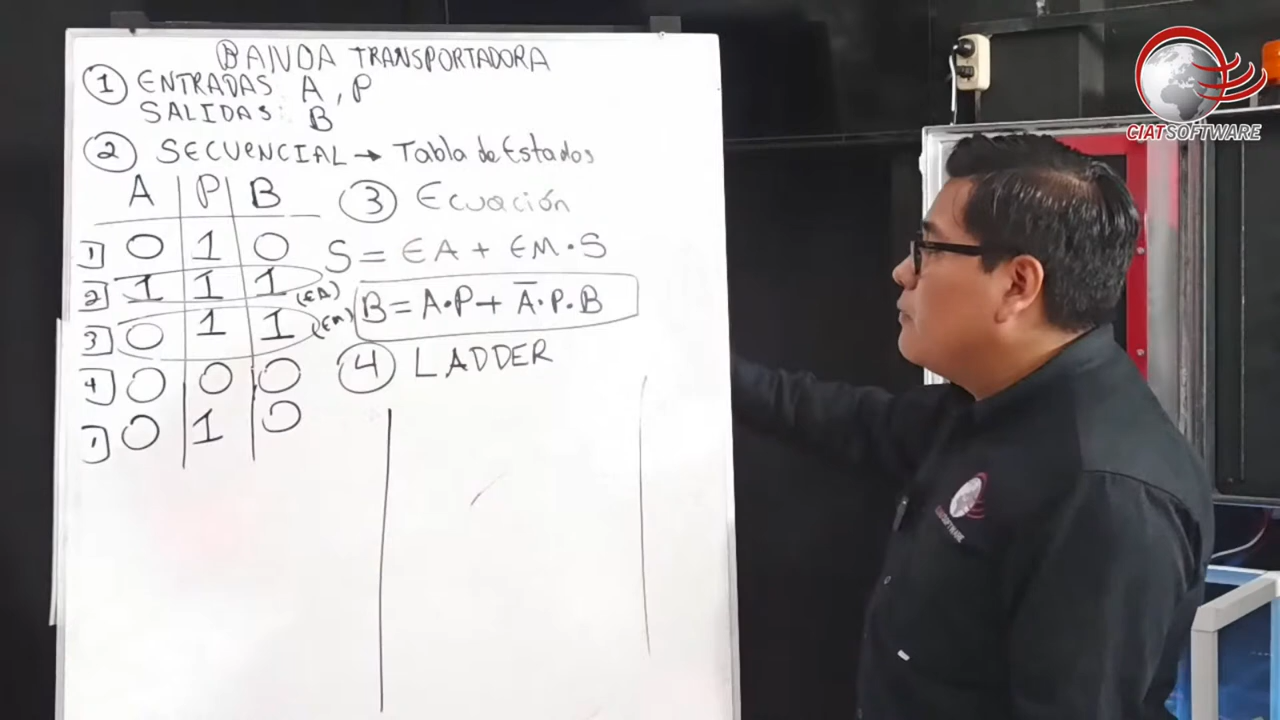 BANDA TRANSPORTADORA
1 ENTRADAS: A, P
SALIDAS: B
2 SECUENCIAL → Tabla de Estados
A P B
1 0 1 0
2 1 1 1 (EA)
3 0 1 1 (EM)
4 0 0 0
1 0 1 0
3 Ecuación
S = EA + EM·S
B = A·P + Ā·P·B
4 LADDER
CIATSOFTWARE
CIATSOFTWARE